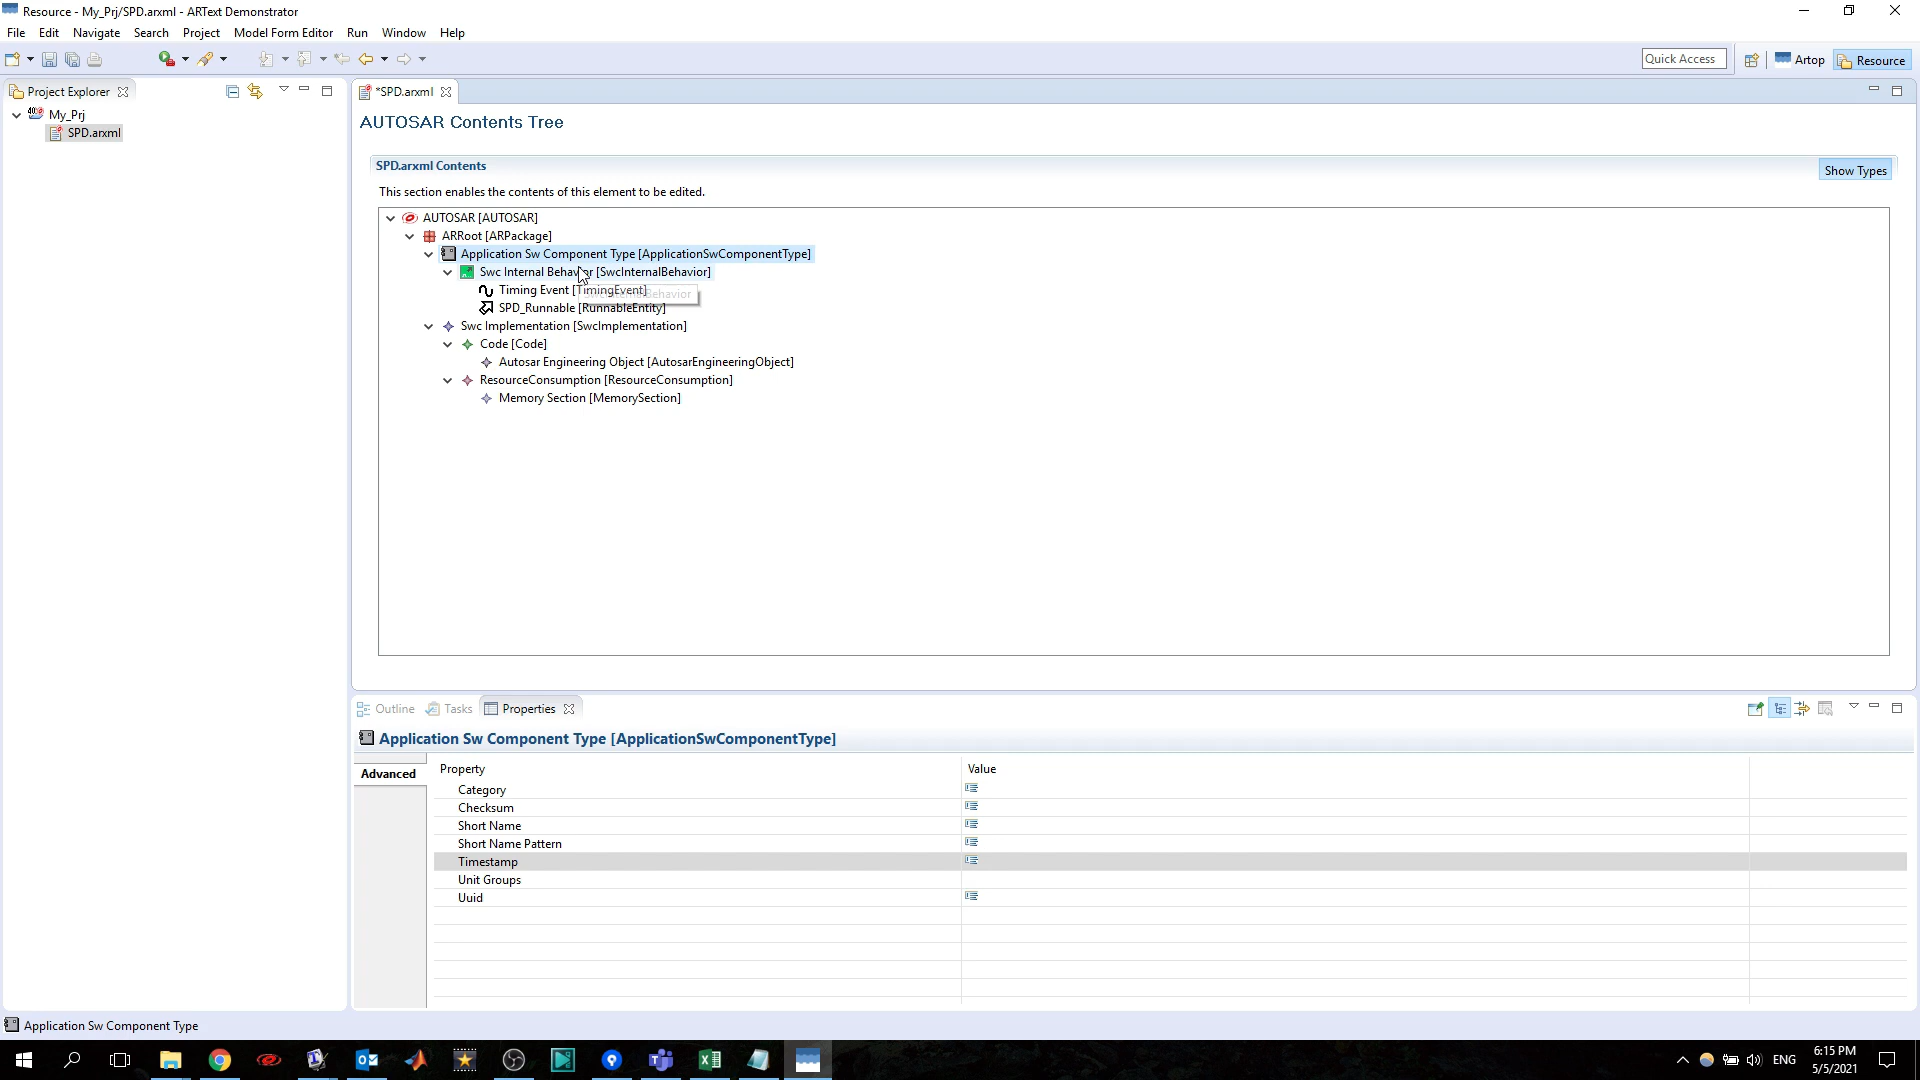 Resource - My_Prj/SPD.arxml - ARText Demonstrator
File Edit Navigate Search Project Model Form Editor Run Window Help
Quick Access
Artop
Resource
Project Explorer
*SPD.arxml
My_Prj
SPD.arxml
AUTOSAR Contents Tree
SPD.arxml Contents
Show Types
This section enables the contents of this element to be edited.
AUTOSAR [AUTOSAR]
ARRoot [ARPackage]
Application Sw Component Type [ApplicationSwComponentType]
Swc Internal Behavior [SwcInternalBehavior]
Timing Event [TimingEvent]
SwcInternalBehavior
SPD_Runnable [RunnableEntity]
Swc Implementation [SwcImplementation]
Code [Code]
Autosar Engineering Object [AutosarEngineeringObject]
ResourceConsumption [ResourceConsumption]
Memory Section [MemorySection]
Outline Tasks Properties
Application Sw Component Type [ApplicationSwComponentType]
Advanced
Property Value
Category
Checksum
Short Name
Short Name Pattern
Timestamp
Unit Groups
Uuid
Application Sw Component Type
ENG
6:15 PM
5/5/2021